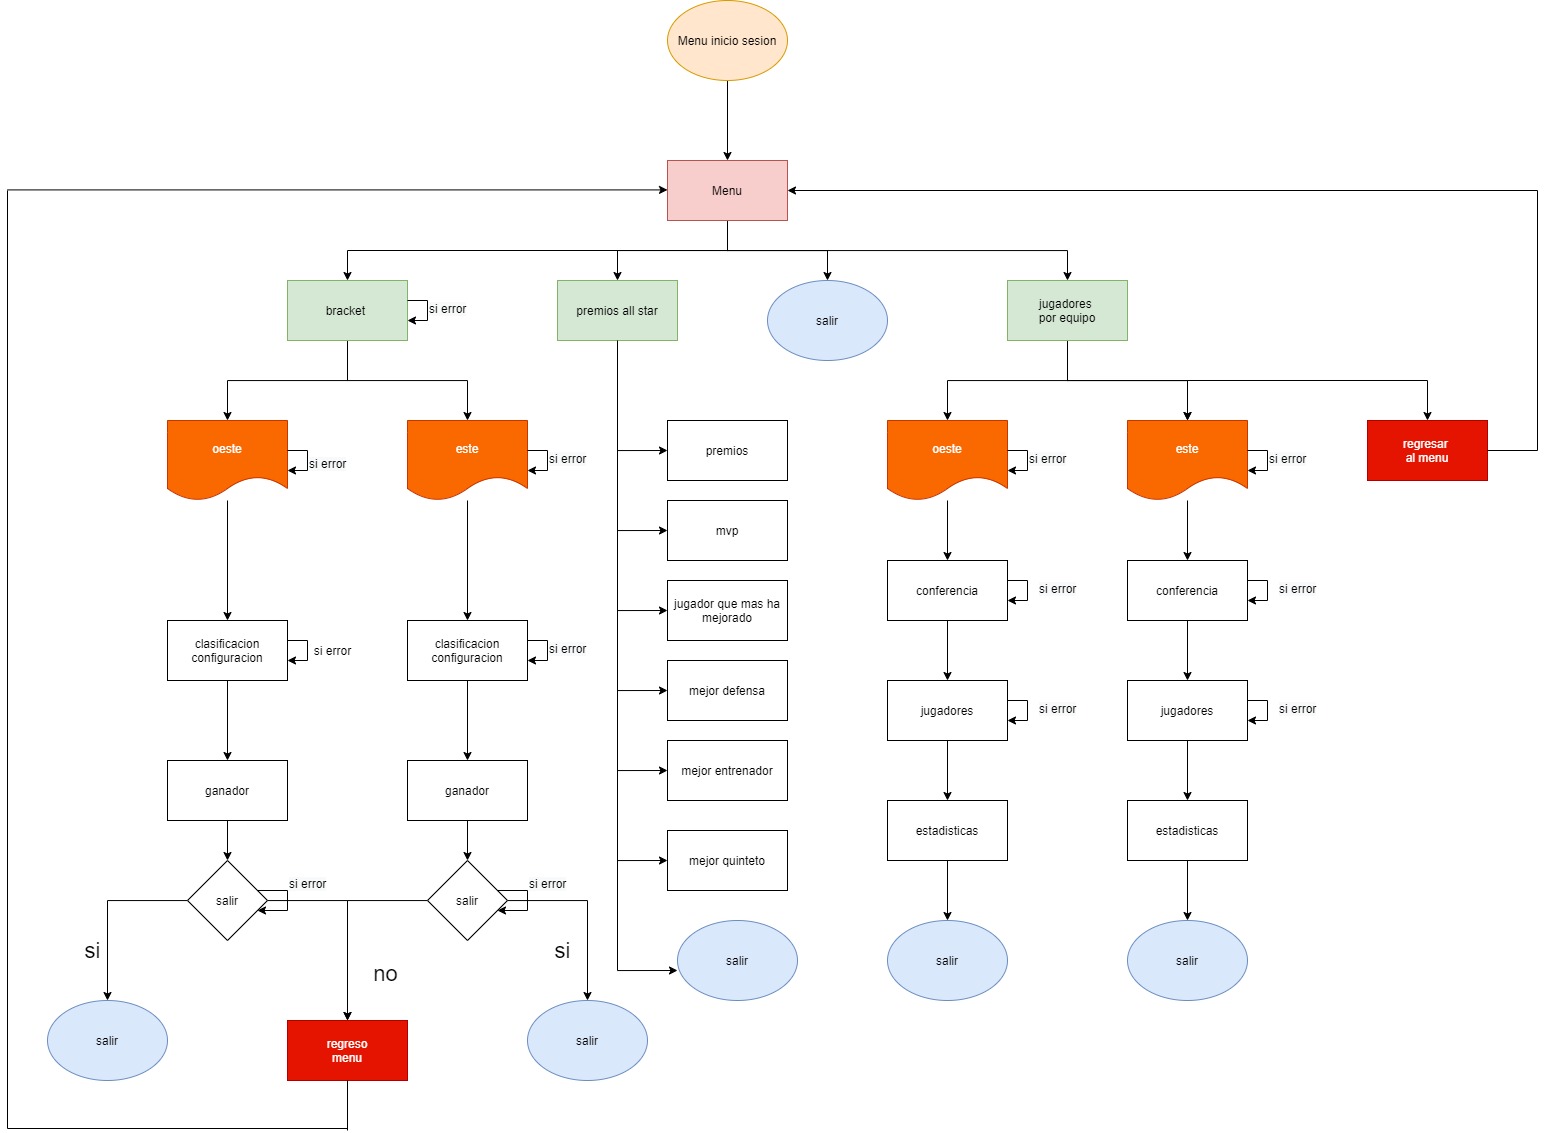 Menu inicio sesion
Menu
bracket
si error
premios all star
salir
jugadores
por equipo
oeste
si error
este
si error
premios
oeste
si error
este
si error
regresar
al menu
mvp
conferencia
si error
conferencia
si error
jugador que mas ha
mejorado
clasificacion
configuracion
si error
clasificacion
configuracion
si error
mejor defensa
jugadores
si error
jugadores
si error
ganador
ganador
mejor entrenador
estadisticas
estadisticas
mejor quinteto
salir
si error
salir
si error
si
no
si
salir
salir
salir
salir
regreso
menu
salir